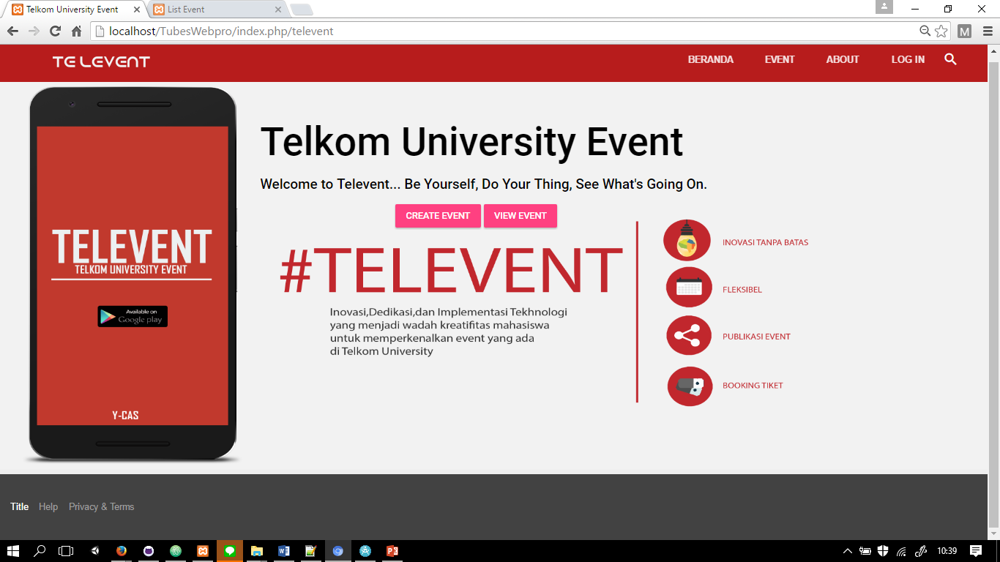 Telkom University Event
List Event
localhost/TubesWebpro/index.php/televent
M
TELEVENT
BERANDA
EVENT
ABOUT
LOG IN
Telkom University Event
Welcome to Televent... Be Yourself, Do Your Thing, See What's Going On.
CREATE EVENT
VIEW EVENT
TELEVENT
TELKOM UNIVERSITY EVENT
Available on
Google play
Y-CAS
#TELEVENT
Inovasi,Dedikasi,dan Implementasi Tekhnologi
yang menjadi wadah kreatifitas mahasiswa
untuk memperkenalkan event yang ada
di Telkom University
INOVASI TANPA BATAS
FLEKSIBEL
PUBLIKASI EVENT
BOOKING TIKET
Title
Help
Privacy & Terms
10:39